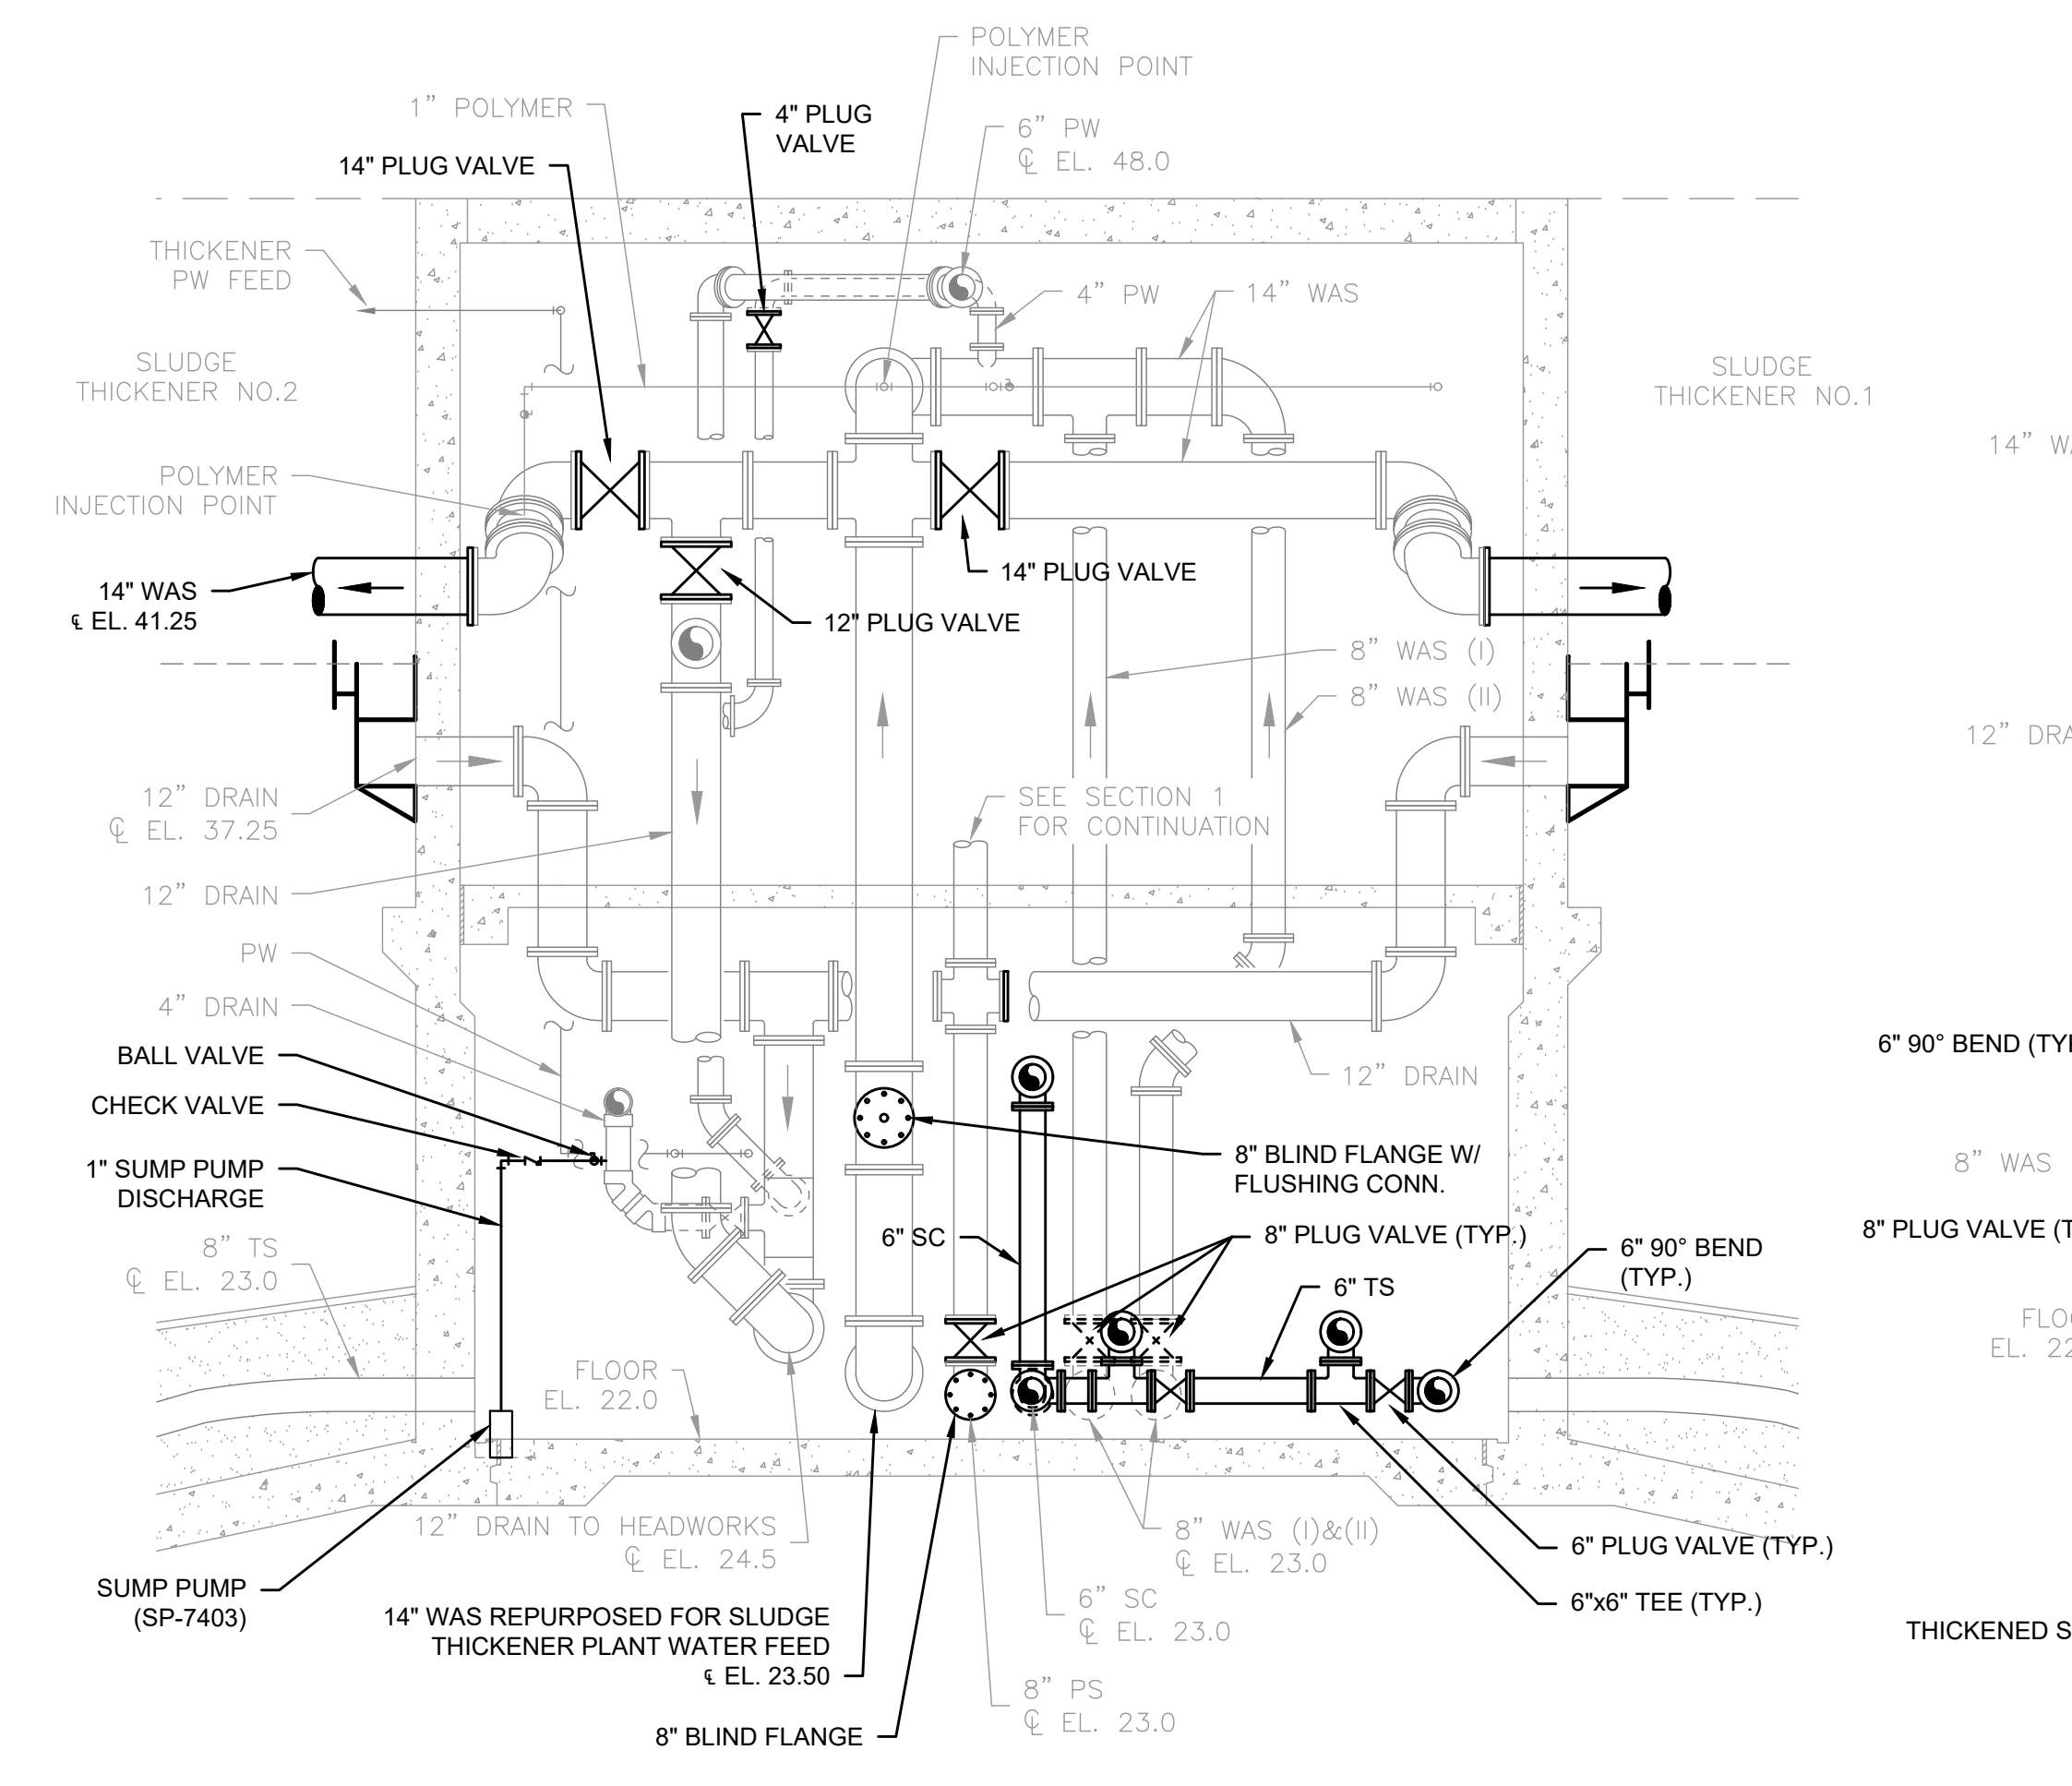 POLYMER
INJECTION POINT
1" POLYMER
4" PLUG
VALVE
6" PW
℄ EL. 48.0
14" PLUG VALVE
THICKENER
PW FEED
4" PW
14" WAS
SLUDGE
THICKENER NO.2
SLUDGE
THICKENER NO.1
POLYMER
INJECTION POINT
14" WAS
℄ EL. 41.25
14" PLUG VALVE
12" PLUG VALVE
8" WAS (I)
8" WAS (II)
12" DRAIN
℄ EL. 37.25
SEE SECTION 1
FOR CONTINUATION
12" DRAIN
PW
4" DRAIN
BALL VALVE
CHECK VALVE
1" SUMP PUMP
DISCHARGE
12" DRAIN
8" BLIND FLANGE W/
FLUSHING CONN.
8" TS
℄ EL. 23.0
6" SC
8" PLUG VALVE (TYP.)
6" TS
6" 90° BEND
(TYP.)
FLOOR
EL. 22.0
12" DRAIN TO HEADWORKS
℄ EL. 24.5
8" WAS (I)&(II)
℄ EL. 23.0
6" PLUG VALVE (TYP.)
6"x6" TEE (TYP.)
SUMP PUMP
(SP-7403)
14" WAS REPURPOSED FOR SLUDGE
THICKENER PLANT WATER FEED
℄ EL. 23.50
6" SC
℄ EL. 23.0
8" PS
℄ EL. 23.0
8" BLIND FLANGE
14" WA
12" DRA
6" 90° BEND (TYP
8" WAS
8" PLUG VALVE (T
FLOO
EL. 22
THICKENED S